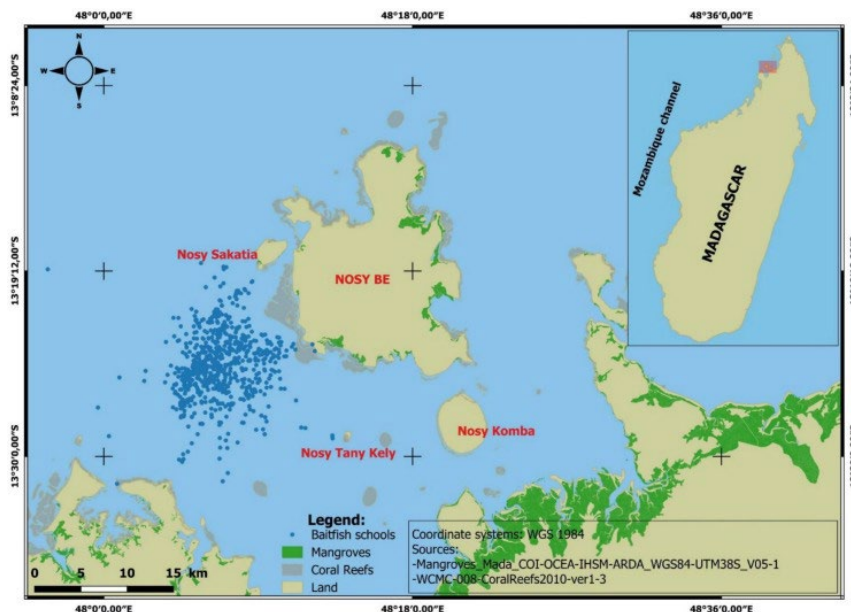 48°0'0,00"E 48°18'0,00"E 48°36'0,00"E
N
W E
S
13°8'24,00"S
13°19'12,00"S
13°30'0,00"S
Mozambique channel
MADAGASCAR
Nosy Sakatia
NOSY BE
Nosy Tany Kely
Nosy Komba
Legend:
Baitfish schools
Mangroves
Coral Reefs
Land
0 5 10 15 km
Coordinate systems: WGS 1984
Sources:
-Mangroves_Mada_COI-OCEA-IHSM-ARDA_WGS84-UTM38S_V05-1
-WCMC-008-CoralReefs2010-ver1-3
48°0'0,00"E 48°18'0,00"E 48°36'0,00"E